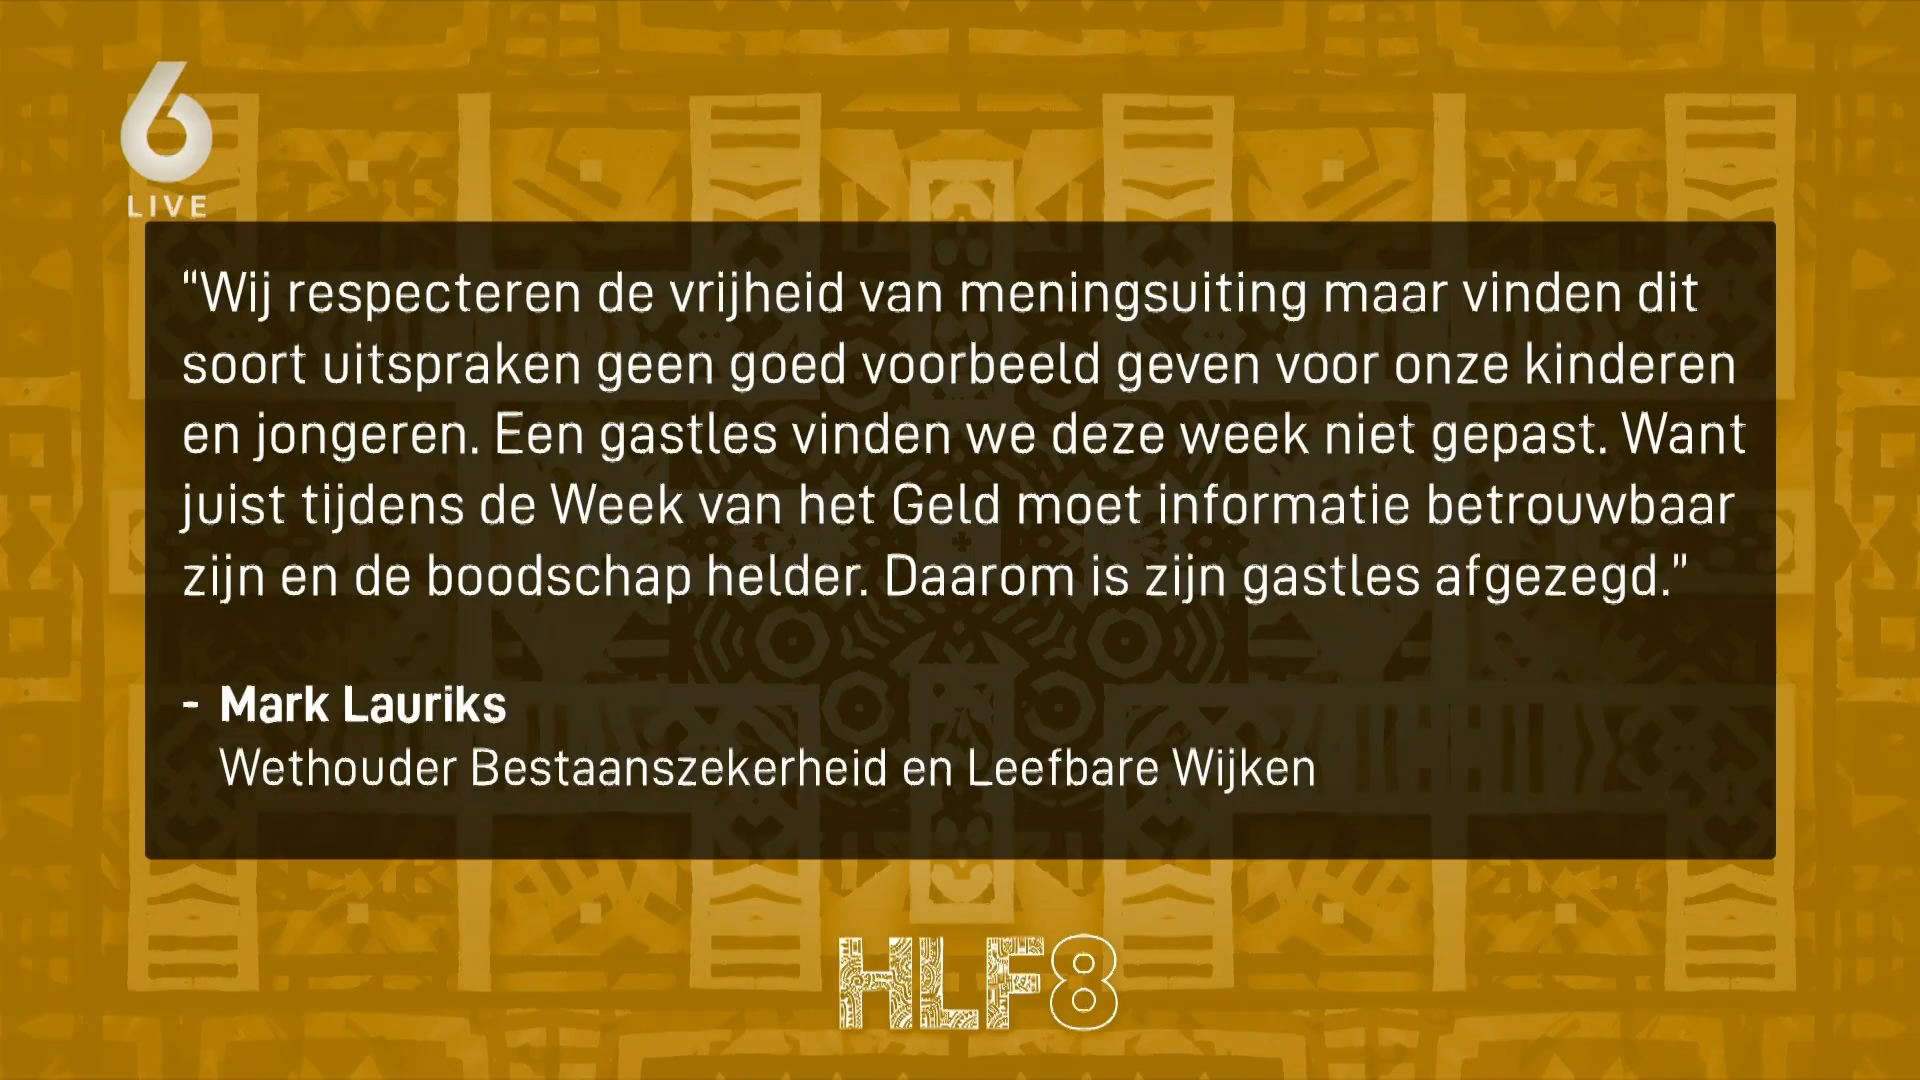 6
LIVE
“Wij respecteren de vrijheid van meningsuiting maar vinden dit
soort uitspraken geen goed voorbeeld geven voor onze kinderen
en jongeren. Een gastles vinden we deze week niet gepast. Want
juist tijdens de Week van het Geld moet informatie betrouwbaar
zijn en de boodschap helder. Daarom is zijn gastles afgezegd.”
- Mark Lauriks
Wethouder Bestaanszekerheid en Leefbare Wijken
HLF8